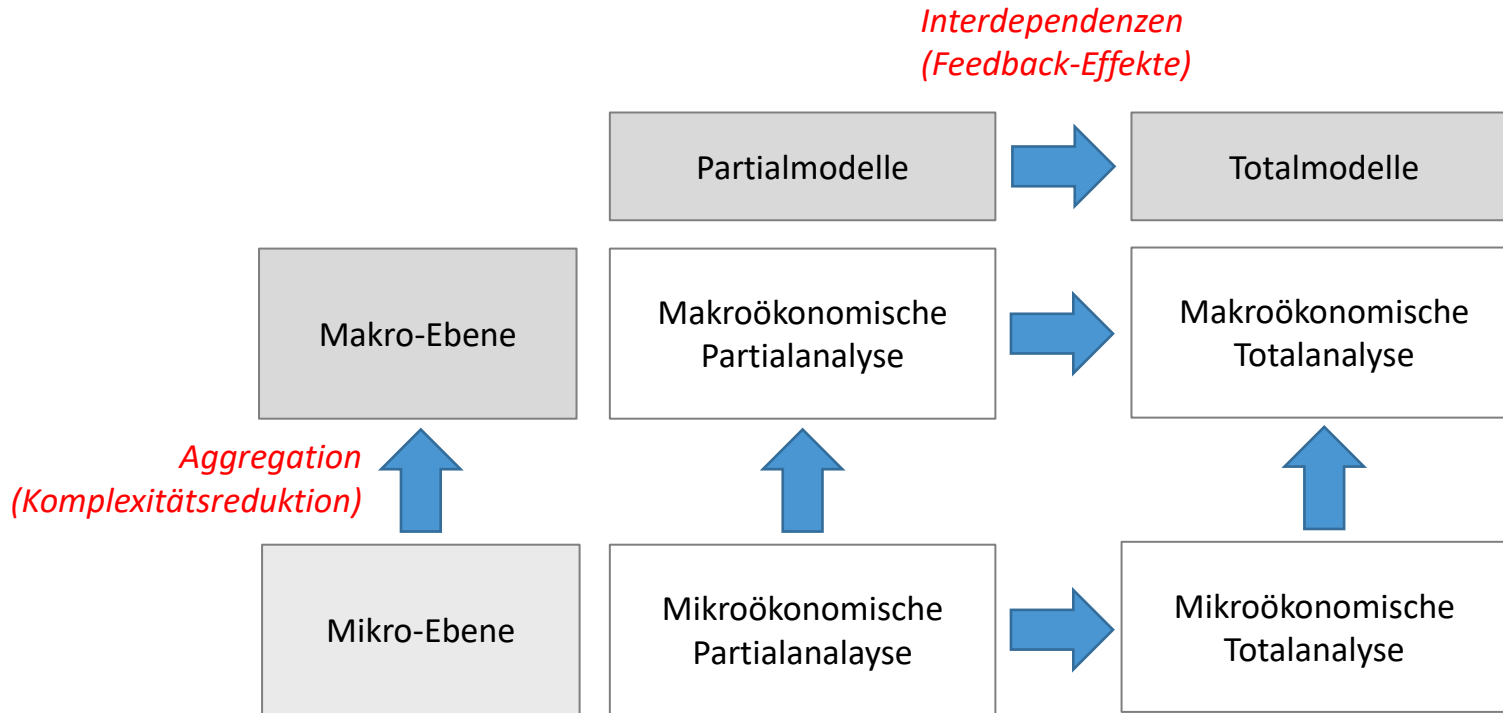 Interdependenzen
(Feedback-Effekte)
Partialmodelle
Totalmodelle
Makro-Ebene
Makroökonomische
Partialanalyse
Makroökonomische
Totalanalyse
Aggregation
(Komplexitätsreduktion)
Mikro-Ebene
Mikroökonomische
Partialanalayse
Mikroökonomische
Totalanalyse